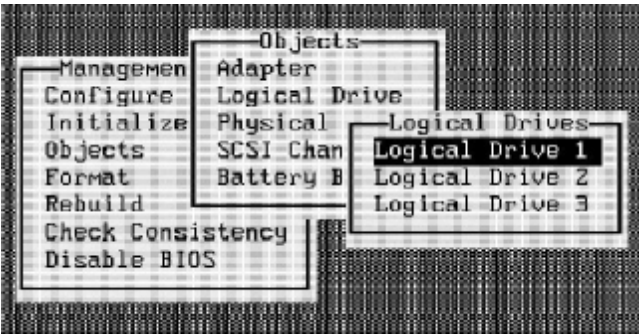 Managemen
Configure
Initialize
Objects
Format
Rebuild
Check Consistency
Disable BIOS
Objects
Adapter
Logical Drive
Physical
SCSI Chan
Battery B
Logical Drives
Logical Drive 1
Logical Drive 2
Logical Drive 3